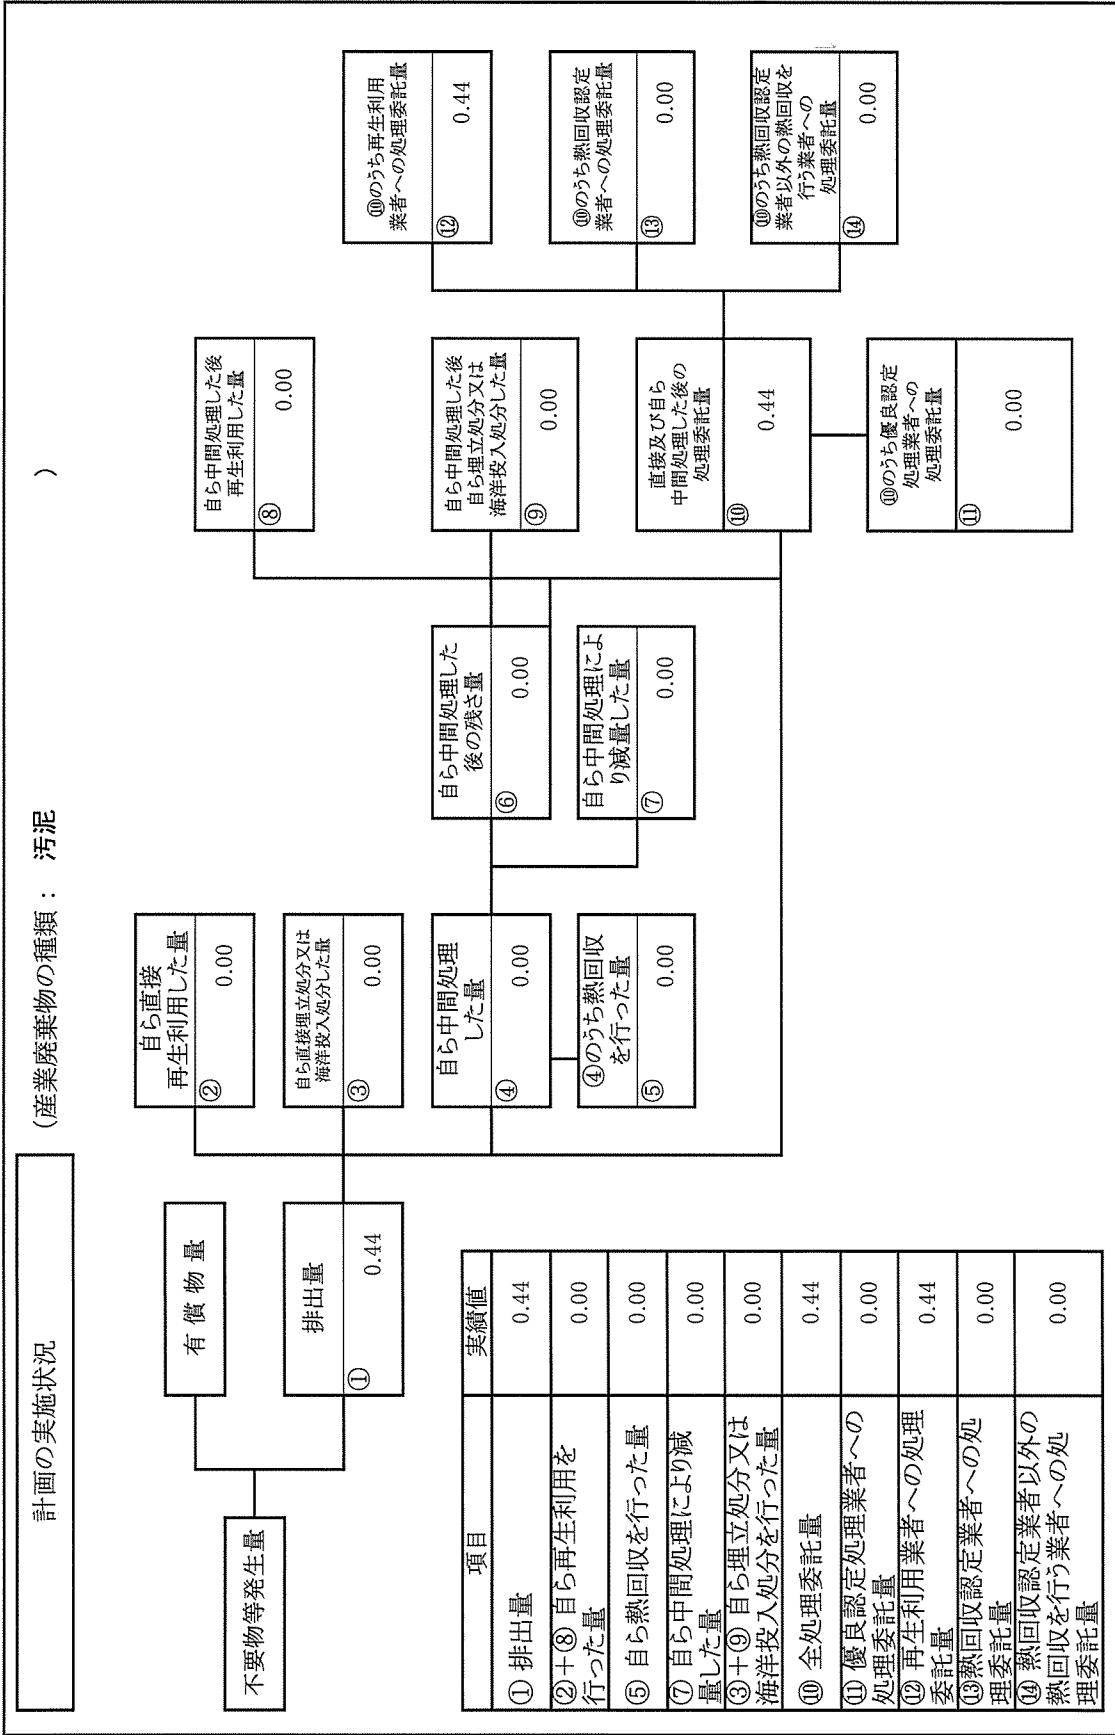 計画の実施状況
(産業廃棄物の種類： 汚泥 )
不要物等発生量
有償物量
排出量
① 0.44
自ら直接
再生利用した量
② 0.00
自ら直接埋立処分又は
海洋投入処分した量
③ 0.00
自ら中間処理
した量
④ 0.00
④のうち熱回収
を行った量
⑤ 0.00
自ら中間処理した
後の残さ量
⑥ 0.00
自ら中間処理によ
り減量した量
⑦ 0.00
自ら中間処理した後
再生利用した量
⑧ 0.00
自ら中間処理した後
自ら埋立処分又は
海洋投入処分した量
⑨ 0.00
直接及び自ら
中間処理した後の
処理委託量
⑩ 0.44
⑩のうち優良認定
処理業者への
処理委託量
⑪ 0.00
⑩のうち再生利用
業者への処理委託量
⑫ 0.44
⑩のうち熱回収認定
業者への処理委託量
⑬ 0.00
⑩のうち熱回収認定
業者以外の熱回収を
行う業者への
処理委託量
⑭ 0.00
項目 実績値
① 排出量 0.44
②＋⑧ 自ら再生利用を
行った量 0.00
⑤ 自ら熱回収を行った量 0.00
⑦ 自ら中間処理により減
量した量 0.00
③＋⑨ 自ら埋立処分又は
海洋投入処分を行った量 0.00
⑩ 全処理委託量 0.44
⑪ 優良認定処理業者への
処理委託量 0.00
⑫ 再生利用業者への処理
委託量 0.44
⑬熱回収認定業者への処
理委託量 0.00
⑭ 熱回収認定業者以外の
熱回収を行う業者への処
理委託量 0.00